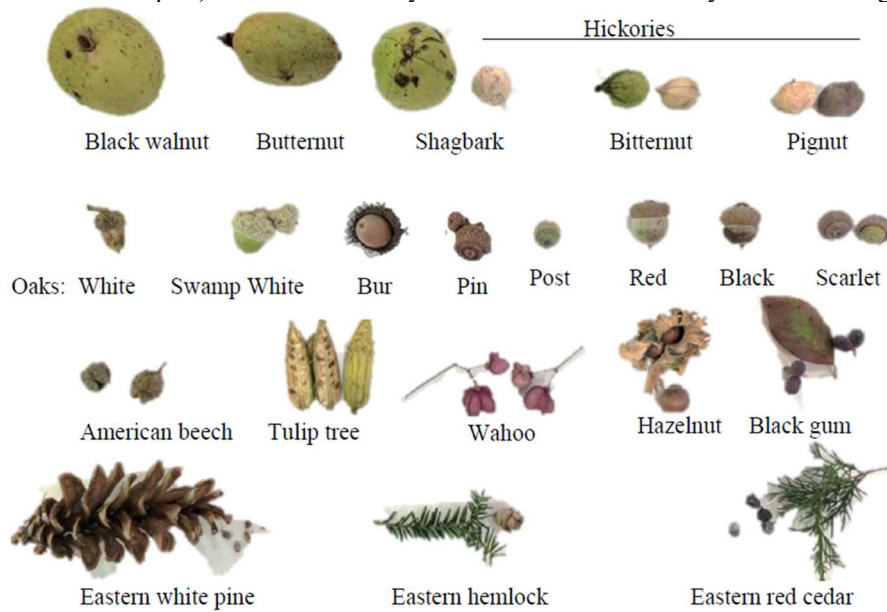 Hickories
Black walnut Butternut Shagbark Bitternut Pignut
Oaks: White Swamp White Bur Pin Post Red Black Scarlet
American beech Tulip tree Wahoo Hazelnut Black gum
Eastern white pine Eastern hemlock Eastern red cedar